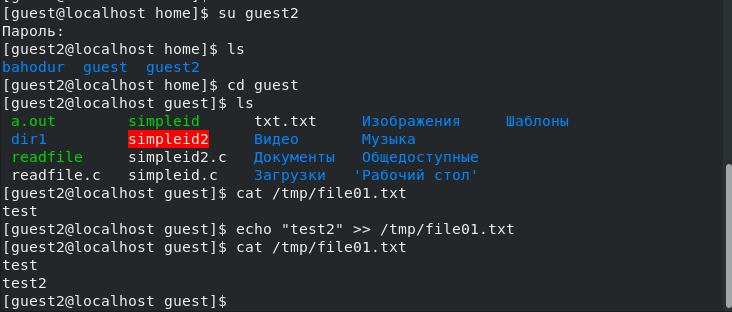 [guest@localhost home]$ su guest2
Пароль:
[guest2@localhost home]$ ls
bahodur  guest  guest2
[guest2@localhost home]$ cd guest
[guest2@localhost guest]$ ls
 a.out       simpleid      txt.txt     Изображения     Шаблоны
 dir1        simpleid2     Видео       Музыка
 readfile    simpleid2.c   Документы   Общедоступные
 readfile.c  simpleid.c    Загрузки   'Рабочий стол'
[guest2@localhost guest]$ cat /tmp/file01.txt
test
[guest2@localhost guest]$ echo "test2" >> /tmp/file01.txt
[guest2@localhost guest]$ cat /tmp/file01.txt
test
test2
[guest2@localhost guest]$